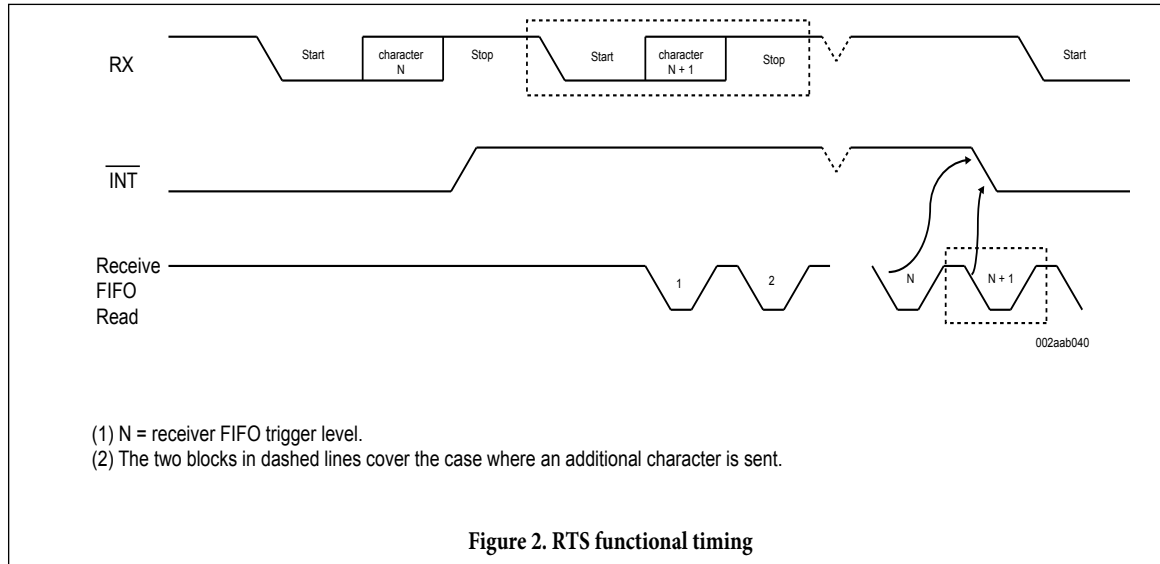 RX
Start
character
N
Stop
Start
character
N + 1
Stop
Start
INT
Receive
FIFO
Read
1
2
N
N + 1
002aab040
(1) N = receiver FIFO trigger level.
(2) The two blocks in dashed lines cover the case where an additional character is sent.
Figure 2. RTS functional timing